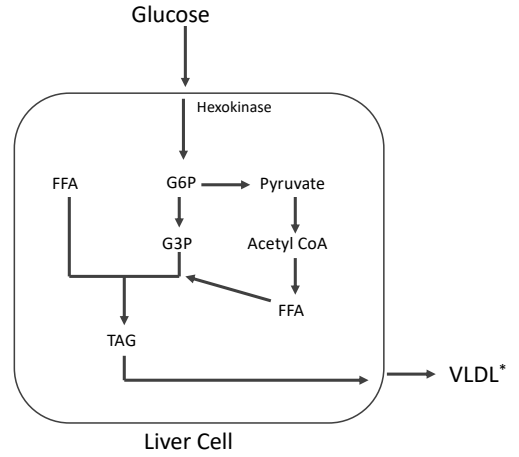 Glucose
Hexokinase
FFA
G6P
Pyruvate
G3P
Acetyl CoA
FFA
TAG
VLDL*
Liver Cell